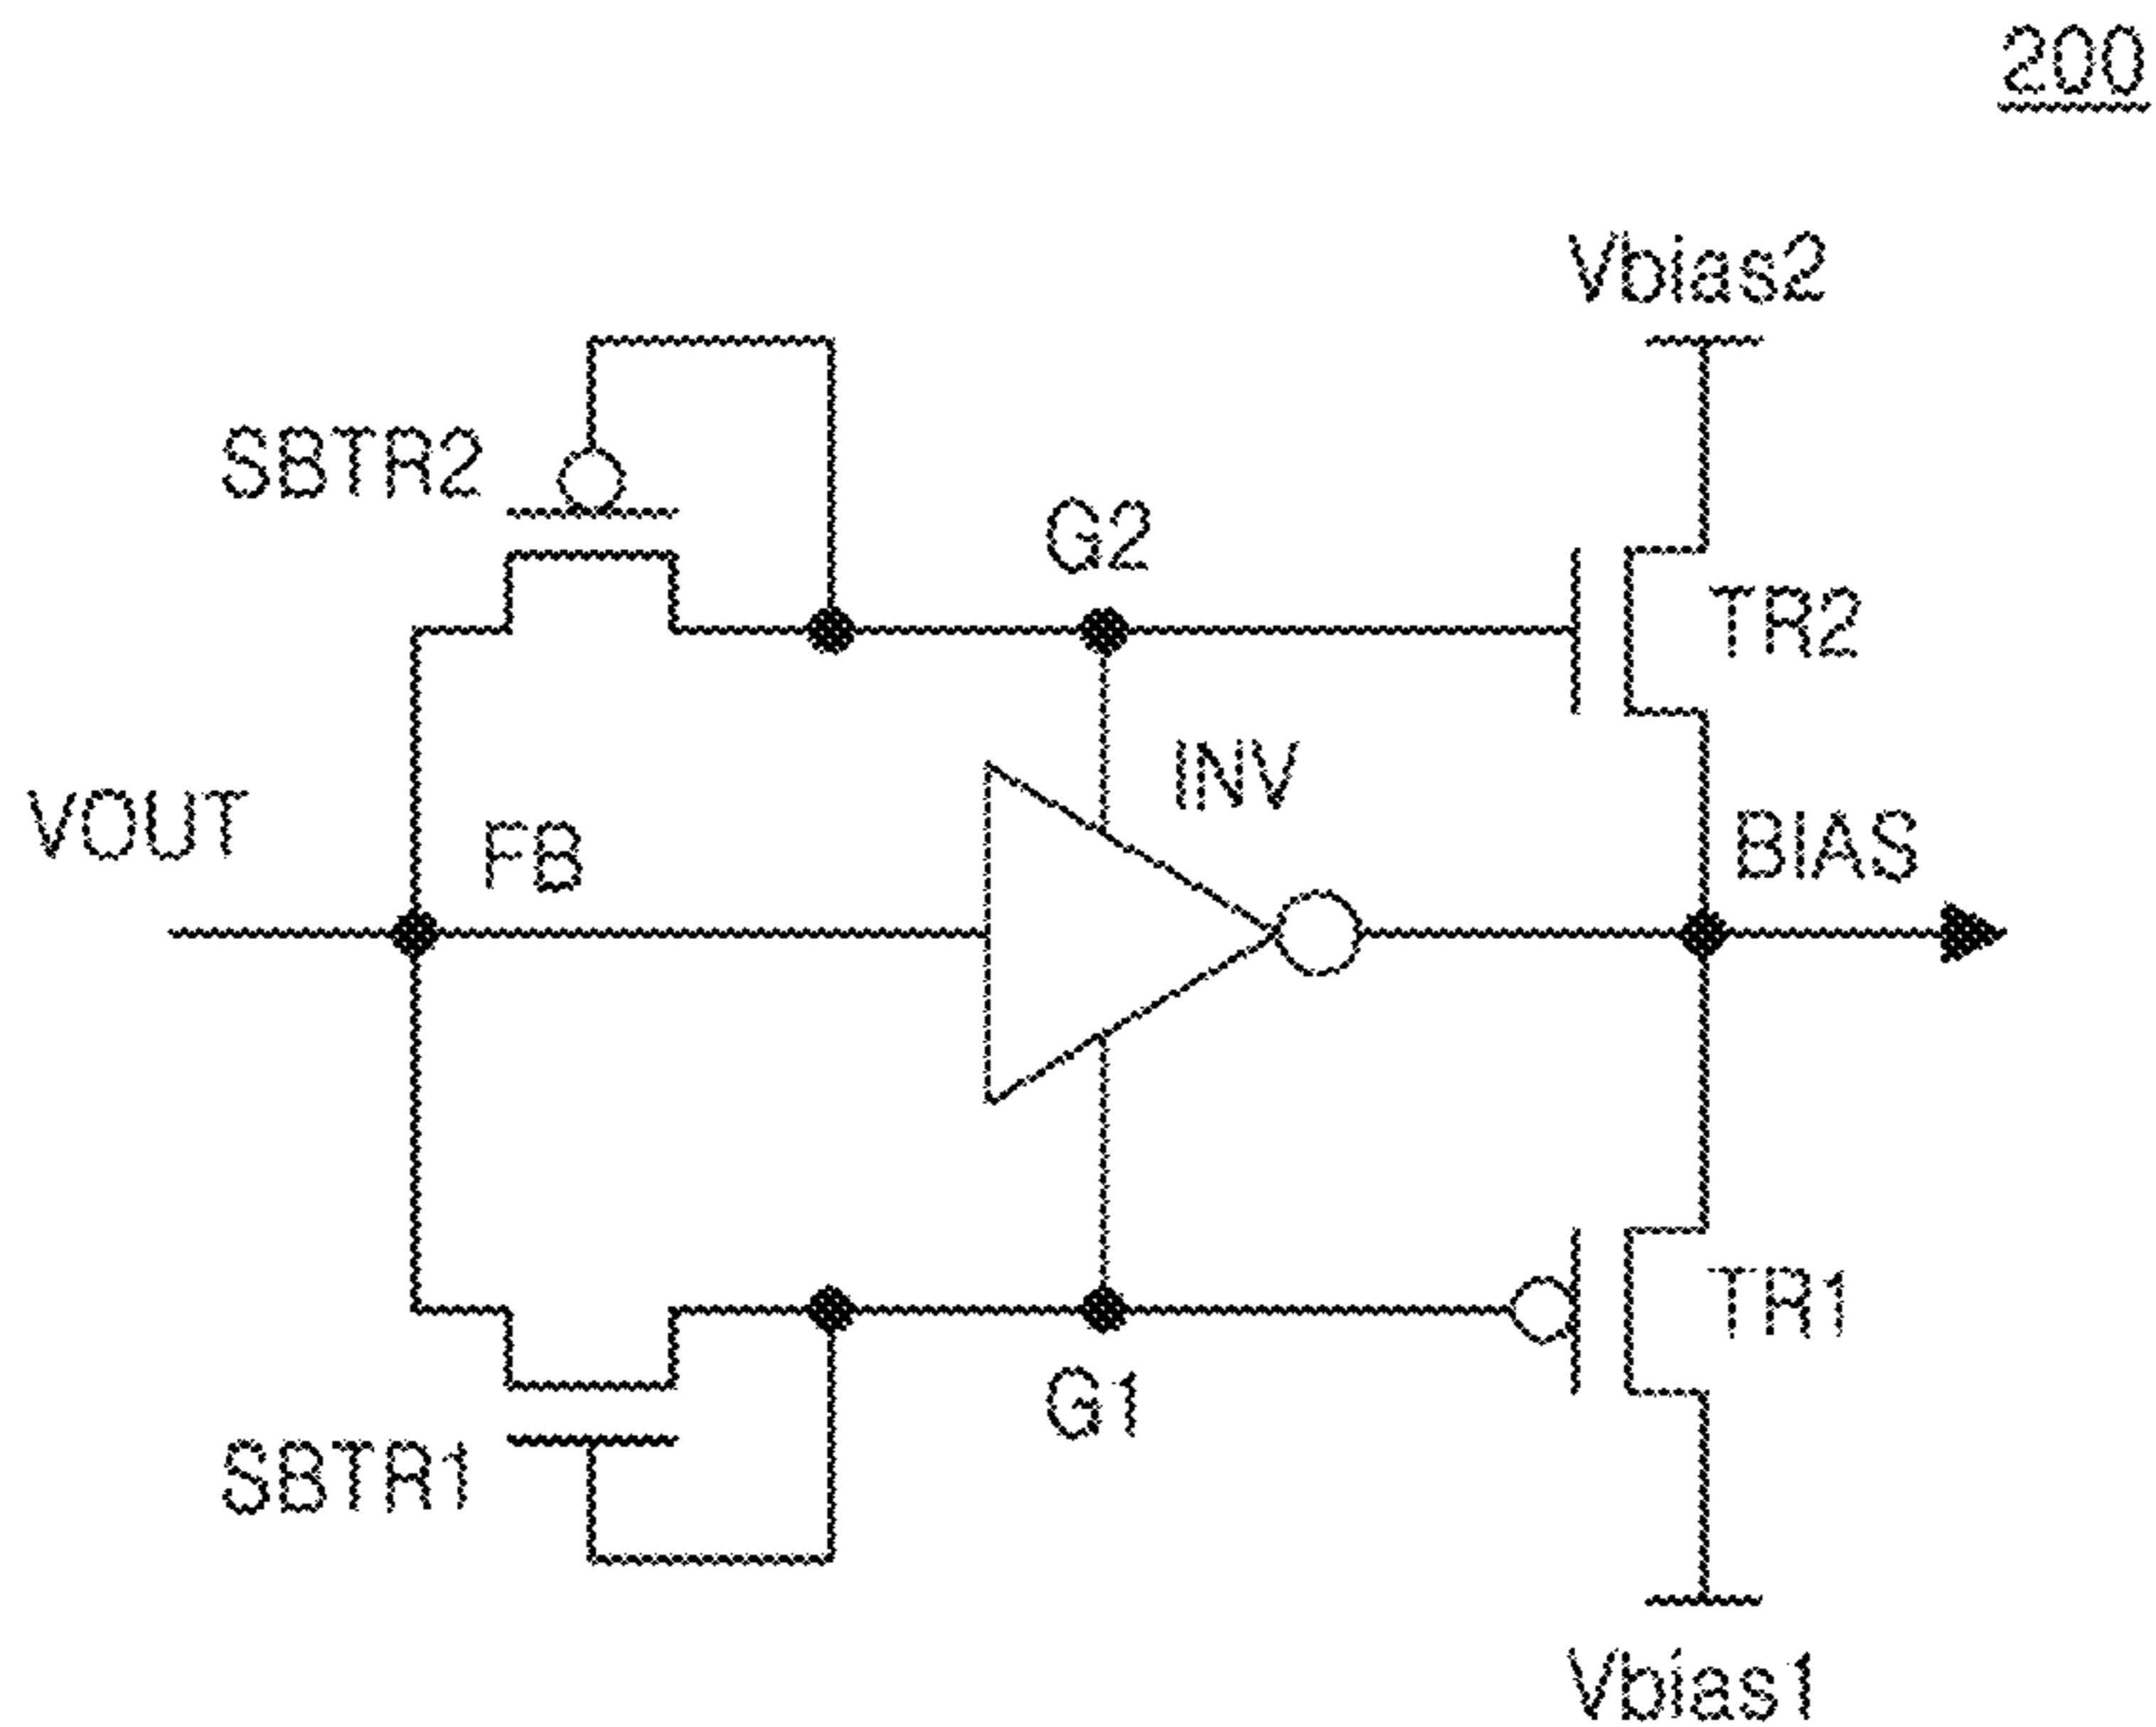 200
Vbias2
SBTR2
G2
TR2
INV
VOUT
FB
BIAS
TR1
G1
SBTR1
Vbias1